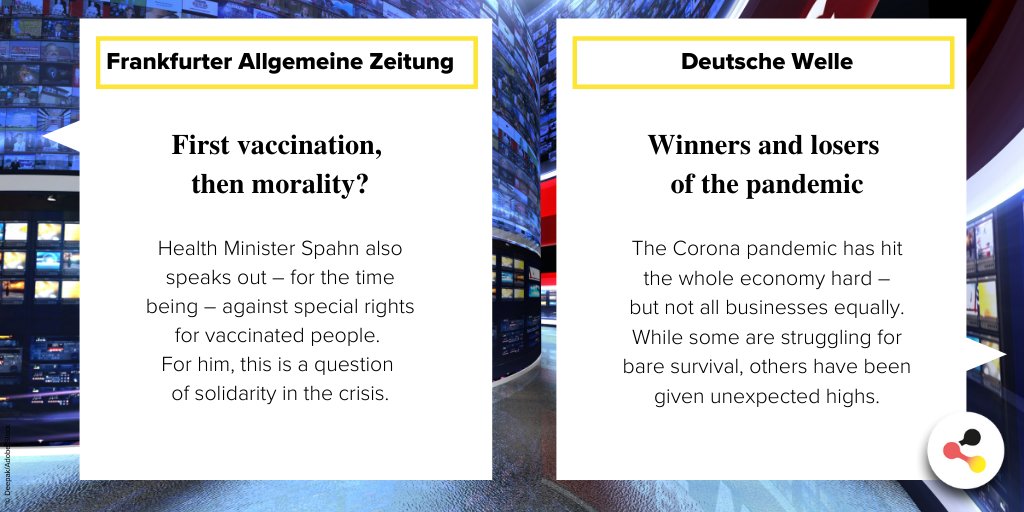 Frankfurter Allgemeine Zeitung
First vaccination,
then morality?
Health Minister Spahn also
speaks out – for the time
being – against special rights
for vaccinated people.
For him, this is a question
of solidarity in the crisis.
Deutsche Welle
Winners and losers
of the pandemic
The Corona pandemic has hit
the whole economy hard –
but not all businesses equally.
While some are struggling for
bare survival, others have been
given unexpected highs.
© Deepak/Adobe Stock